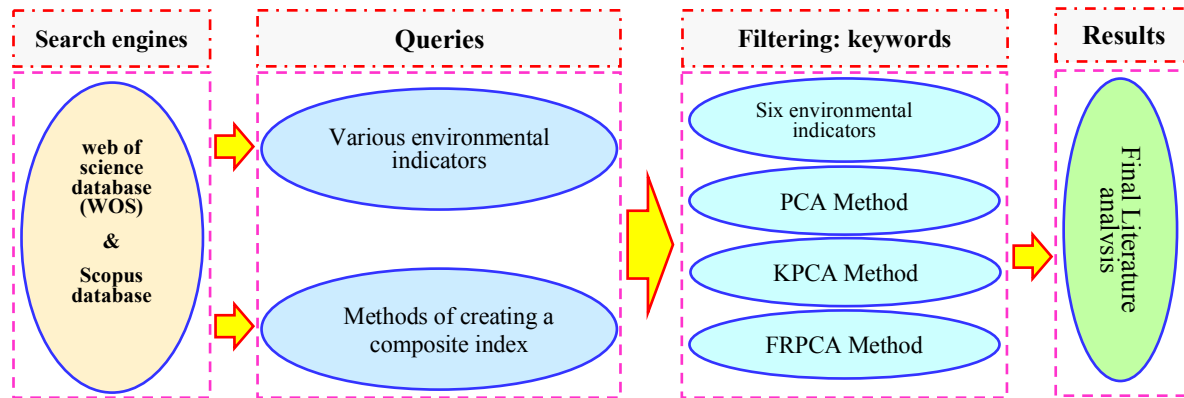 Search engines
Queries
Filtering: keywords
Results
web of
science
database
(WOS)
&
Scopus
database
Various environmental
indicators
Methods of creating a
composite index
Six environmental
indicators
PCA Method
KPCA Method
FRPCA Method
Final Literature
analysis